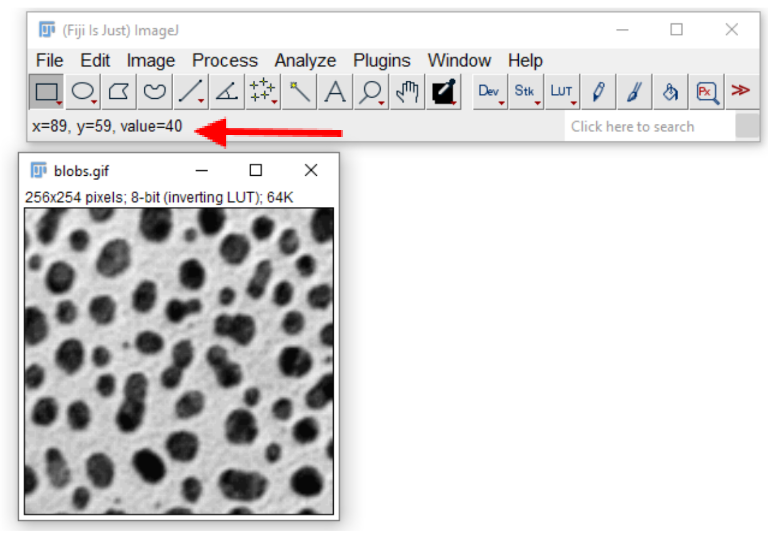 (Fiji Is Just) ImageJ
File Edit Image Process Analyze Plugins Window Help
A Dev Stk LUT Px >>
x=89, y=59, value=40 Click here to search
blobs.gif
256x254 pixels; 8-bit (inverting LUT); 64K